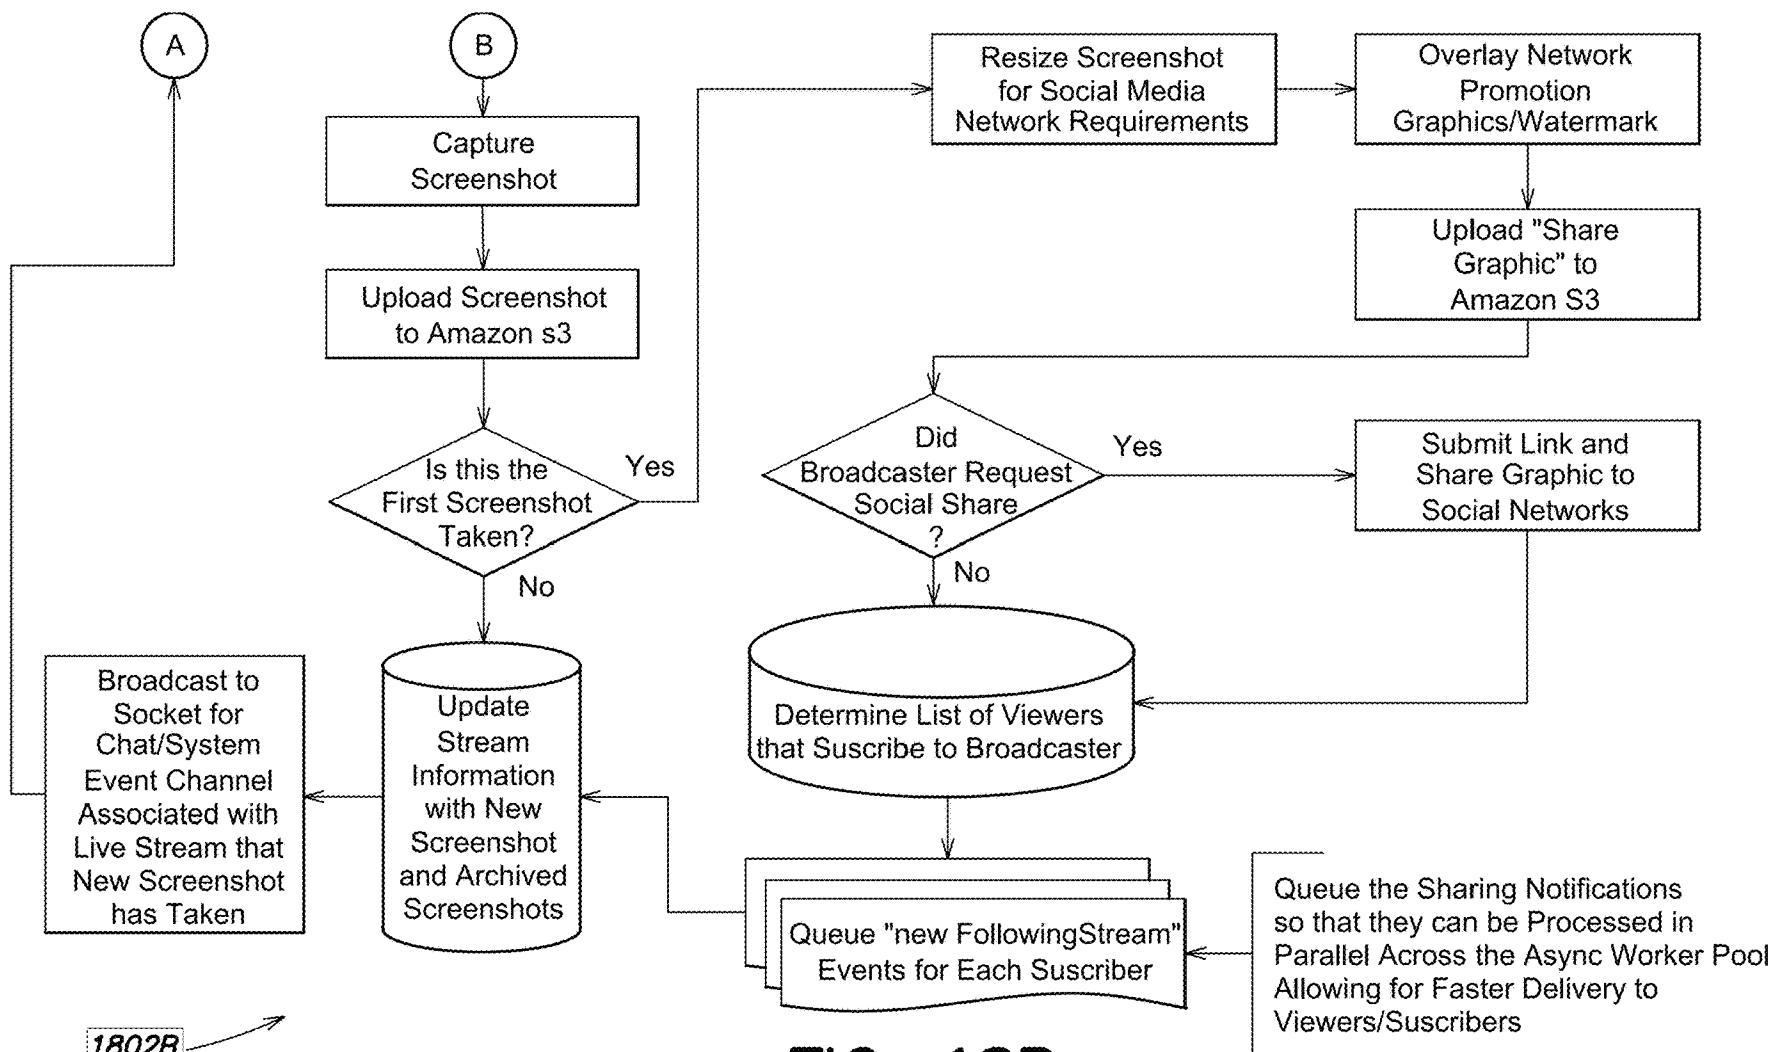 A
B
Capture
Screenshot
Upload Screenshot
to Amazon s3
Is this the
First Screenshot
Taken?
Yes
No
Resize Screenshot
for Social Media
Network Requirements
Overlay Network
Promotion
Graphics/Watermark
Upload "Share
Graphic" to
Amazon S3
Did
Broadcaster Request
Social Share
?
Yes
No
Submit Link and
Share Graphic to
Social Networks
Determine List of Viewers
that Suscribe to Broadcaster
Queue "new FollowingStream"
Events for Each Suscriber
Queue the Sharing Notifications
so that they can be Processed in
Parallel Across the Async Worker Pool
Allowing for Faster Delivery to
Viewers/Suscribers
Update
Stream
Information
with New
Screenshot
and Archived
Screenshots
Broadcast to
Socket for
Chat/System
Event Channel
Associated with
Live Stream that
New Screenshot
has Taken
1802B